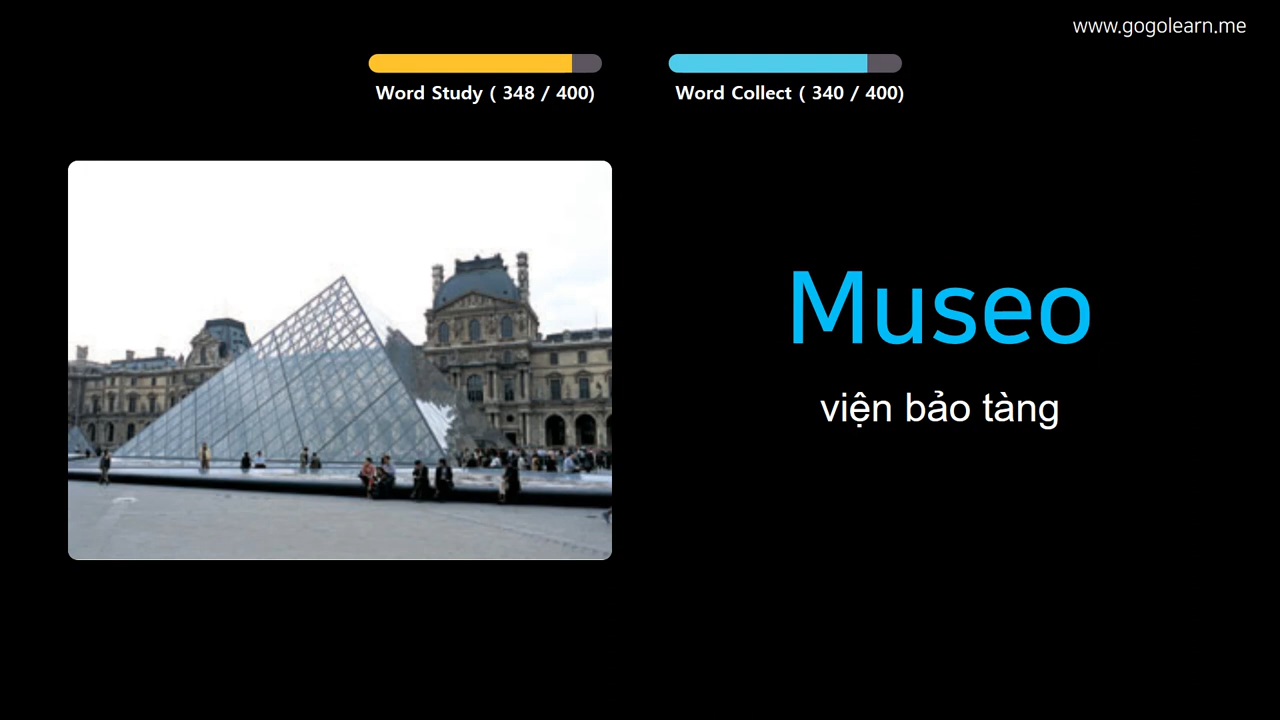 www.gogolearn.me
Word Study ( 348 / 400)
Word Collect ( 340 / 400)
Museo
viện bảo tàng